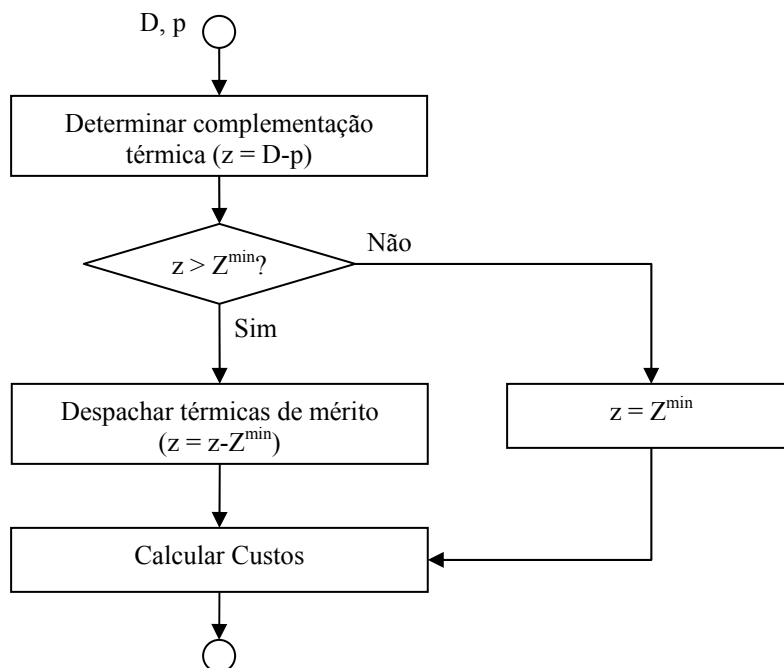 D, p
Determinar complementação
térmica (z = D-p)
Não
z > Z^min?
Sim
Despachar térmicas de mérito
(z = z-Z^min)
z = Z^min
Calcular Custos